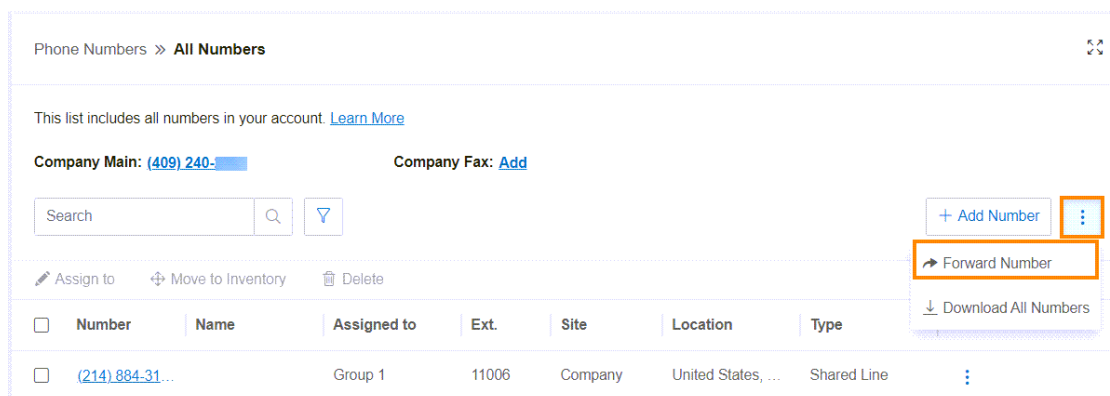 Phone Numbers » All Numbers
This list includes all numbers in your account. Learn More
Company Main: (409) 240- Company Fax: Add
Search + Add Number
Forward Number
Assign to Move to Inventory Delete
Download All Numbers
Number Name Assigned to Ext. Site Location Type
(214) 884-31... Group 1 11006 Company United States, ... Shared Line